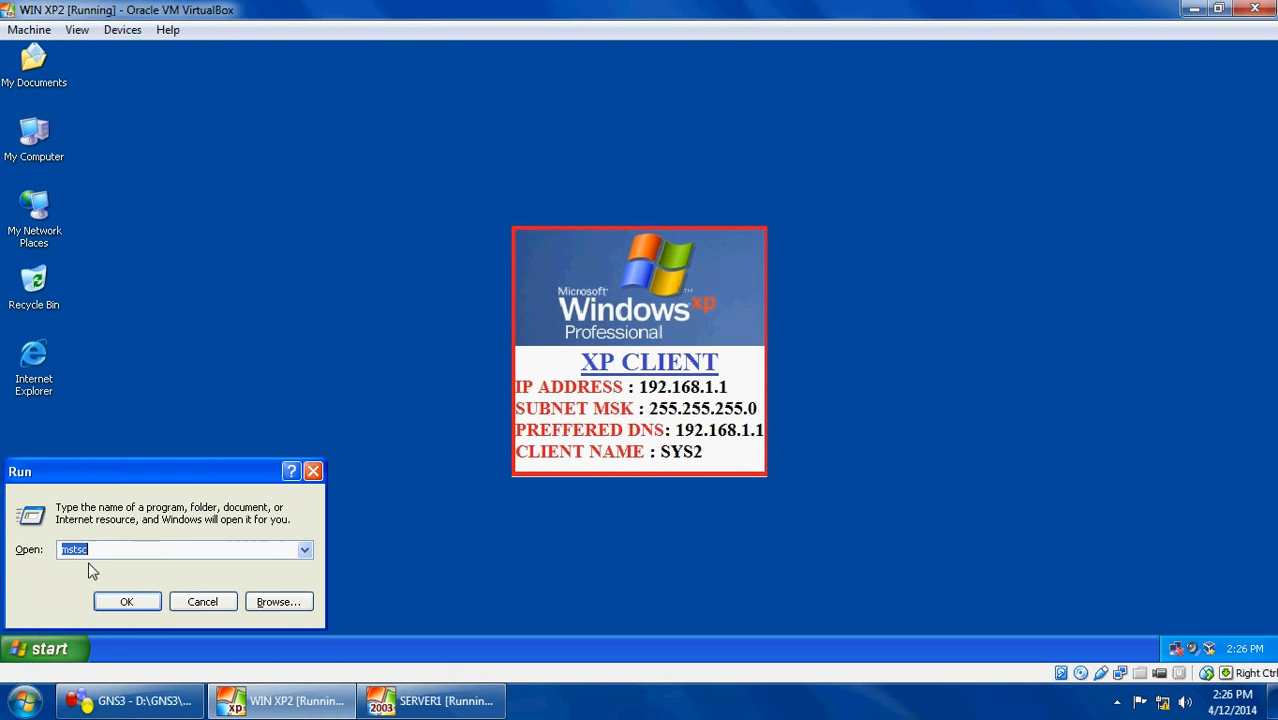 WIN XP2 [Running] - Oracle VM VirtualBox
Machine View Devices Help
My Documents
My Computer
My Network
Places
Recycle Bin
Internet
Explorer
Microsoft
Windows xp
Professional
XP CLIENT
IP ADDRESS : 192.168.1.1
SUBNET MSK : 255.255.255.0
PREFFERED DNS: 192.168.1.1
CLIENT NAME : SYS2
Run
Type the name of a program, folder, document, or
Internet resource, and Windows will open it for you.
Open: mstsc
OK Cancel Browse...
start 2:26 PM
Right Ctrl
GNS3 - D:\GNS3\... xp WIN XP2 [Runnin... 2003 SERVER1 [Runnin... 2:26 PM
4/12/2014